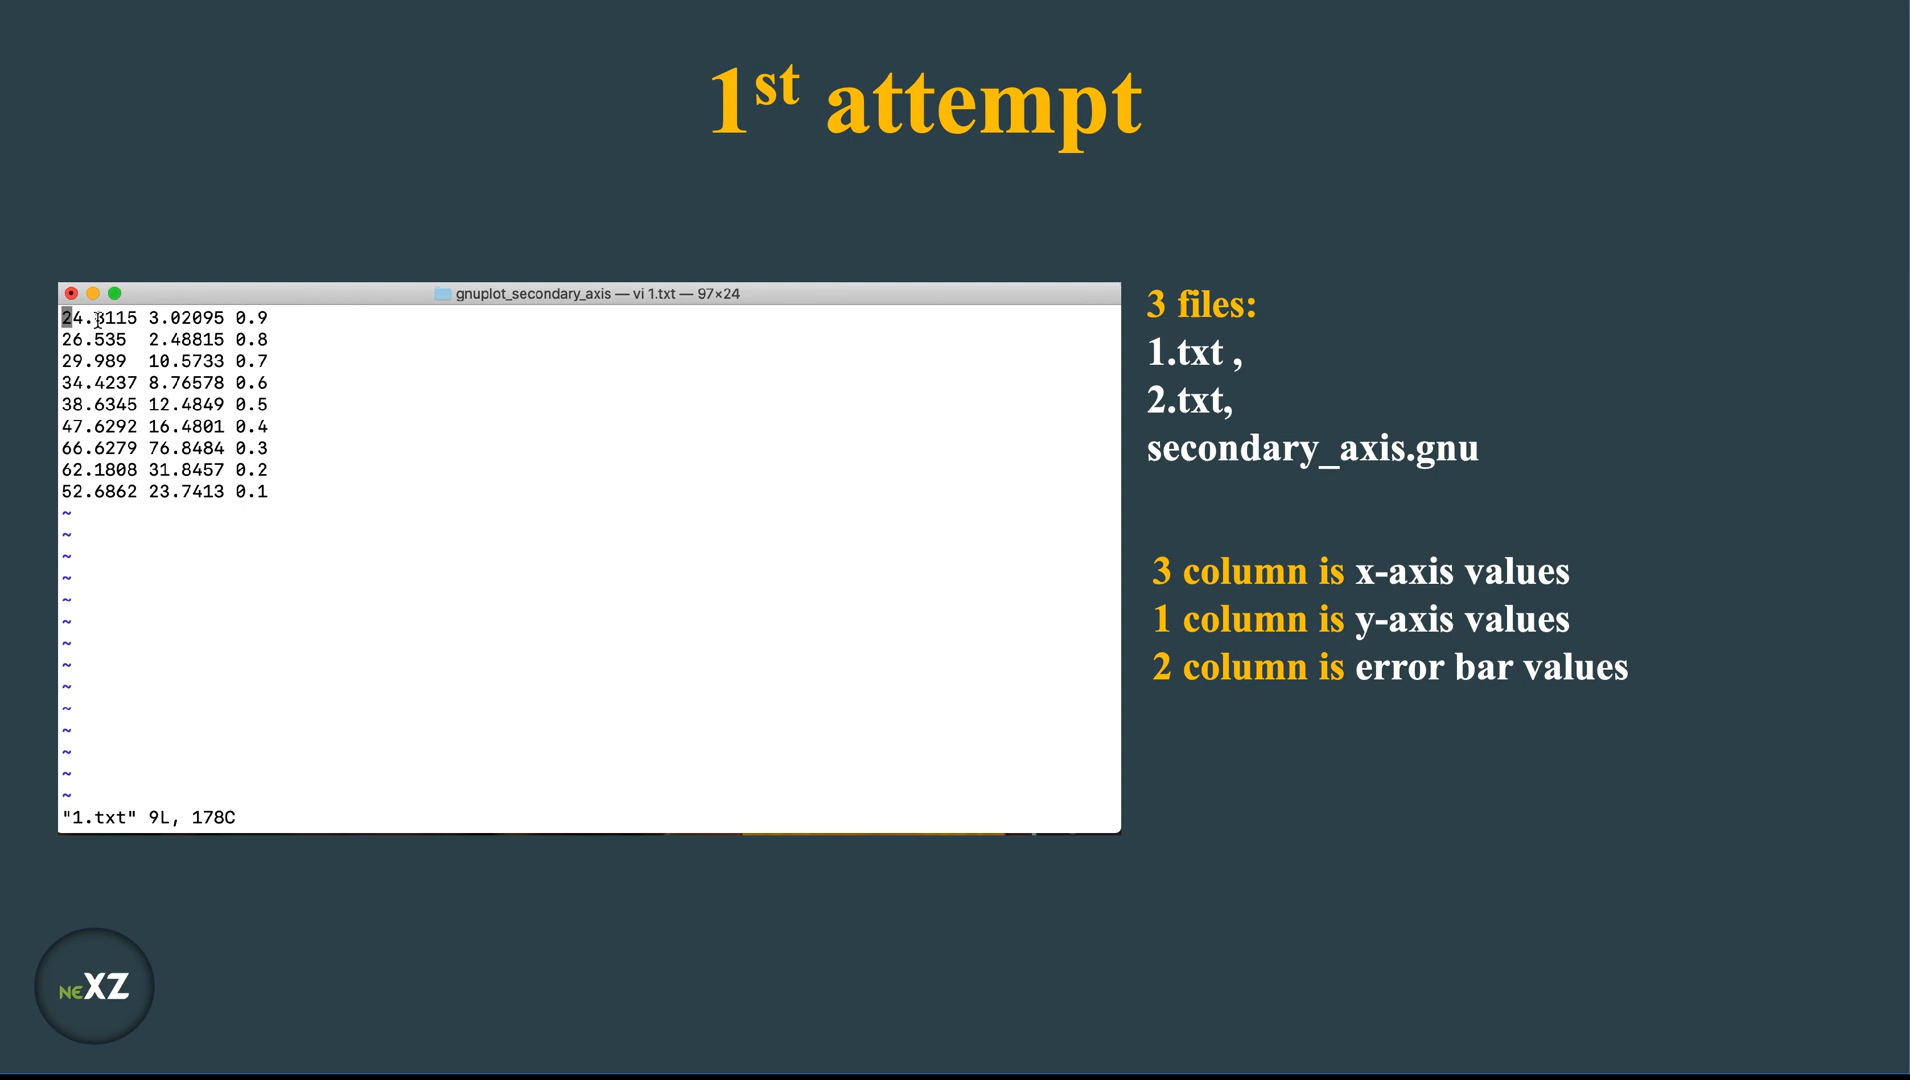 1st attempt
gnuplot_secondary_axis — vi 1.txt — 97×24
24.3115 3.02095 0.9
26.535 2.48815 0.8
29.989 10.5733 0.7
34.4237 8.76578 0.6
38.6345 12.4849 0.5
47.6292 16.4801 0.4
66.6279 76.8484 0.3
62.1808 31.8457 0.2
52.6862 23.7413 0.1
~
~
~
~
~
~
~
~
~
~
~
~
~
~
"1.txt" 9L, 178C
3 files:
1.txt ,
2.txt,
secondary_axis.gnu
3 column is x-axis values
1 column is y-axis values
2 column is error bar values
neXZ